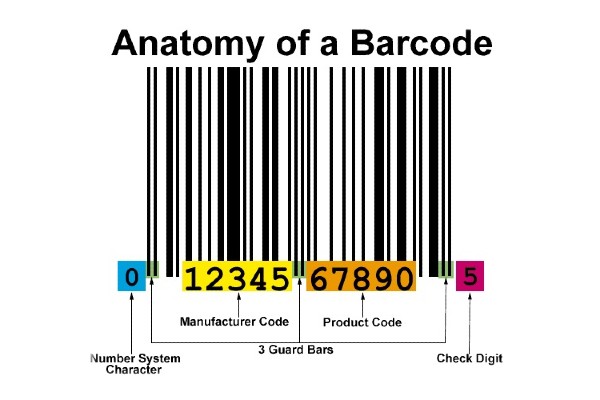 Anatomy of a Barcode
0 12345 67890 5
Manufacturer Code Product Code
3 Guard Bars
Number System Check Digit
Character